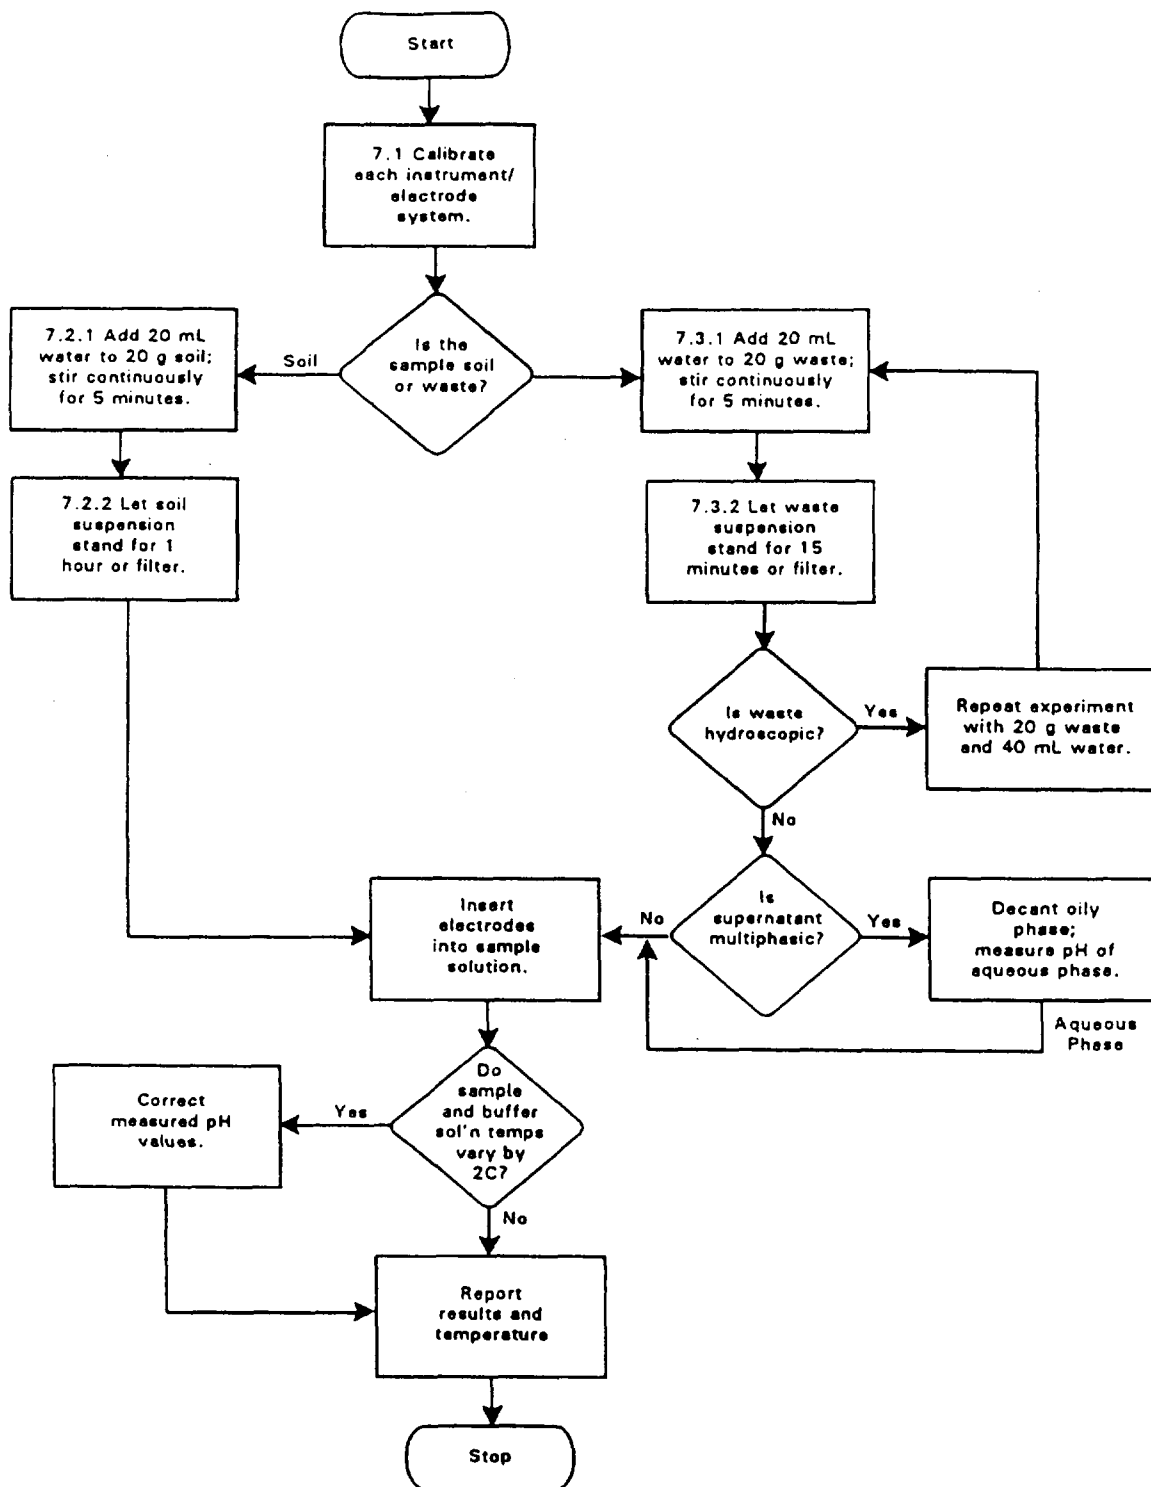 Start
7.1 Calibrate
each instrument/
electrode
system.
Is the
sample soil
or waste?
Soil
7.2.1 Add 20 mL
water to 20 g soil;
stir continuously
for 5 minutes.
7.3.1 Add 20 mL
water to 20 g waste;
stir continuously
for 5 minutes.
7.2.2 Let soil
suspension
stand for 1
hour or filter.
7.3.2 Let waste
suspension
stand for 15
minutes or filter.
Is waste
hydroscopic?
Yes
Repeat experiment
with 20 g waste
and 40 mL water.
No
Is
supernatant
multiphasic?
Yes
Decant oily
phase;
measure pH of
aqueous phase.
Aqueous
Phase
No
Insert
electrodes
into sample
solution.
Do
sample
and buffer
sol'n temps
vary by
2C?
Yes
Correct
measured pH
values.
No
Report
results and
temperature
Stop